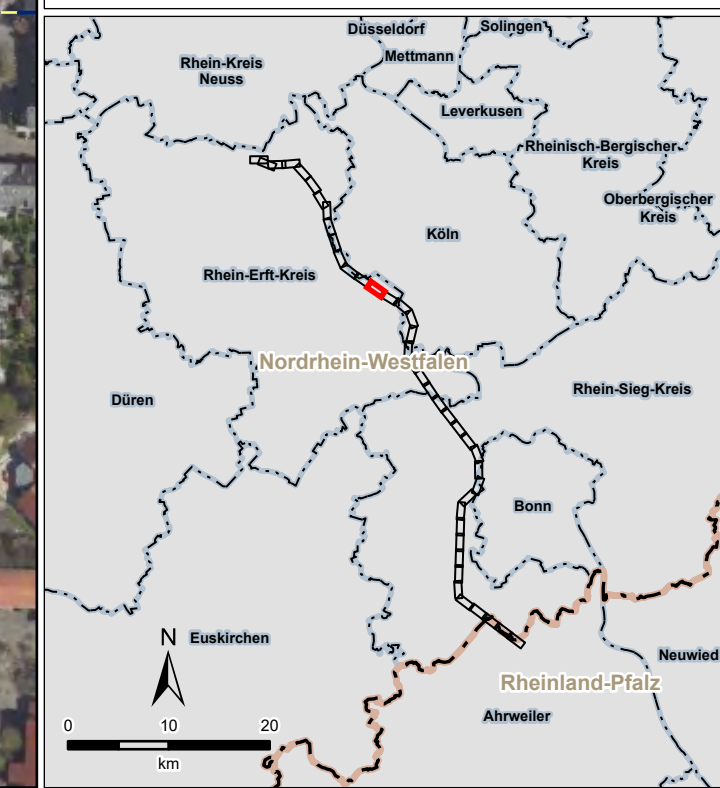 Düsseldorf
Solingen
Mettmann
Rhein-Kreis
Neuss
Leverkusen
Rheinisch-Bergischer
Kreis
Oberbergischer
Kreis
Köln
Rhein-Erft-Kreis
Nordrhein-Westfalen
Rhein-Sieg-Kreis
Düren
Bonn
N
Euskirchen
Neuwied
Rheinland-Pfalz
Ahrweiler
0 10 20
km